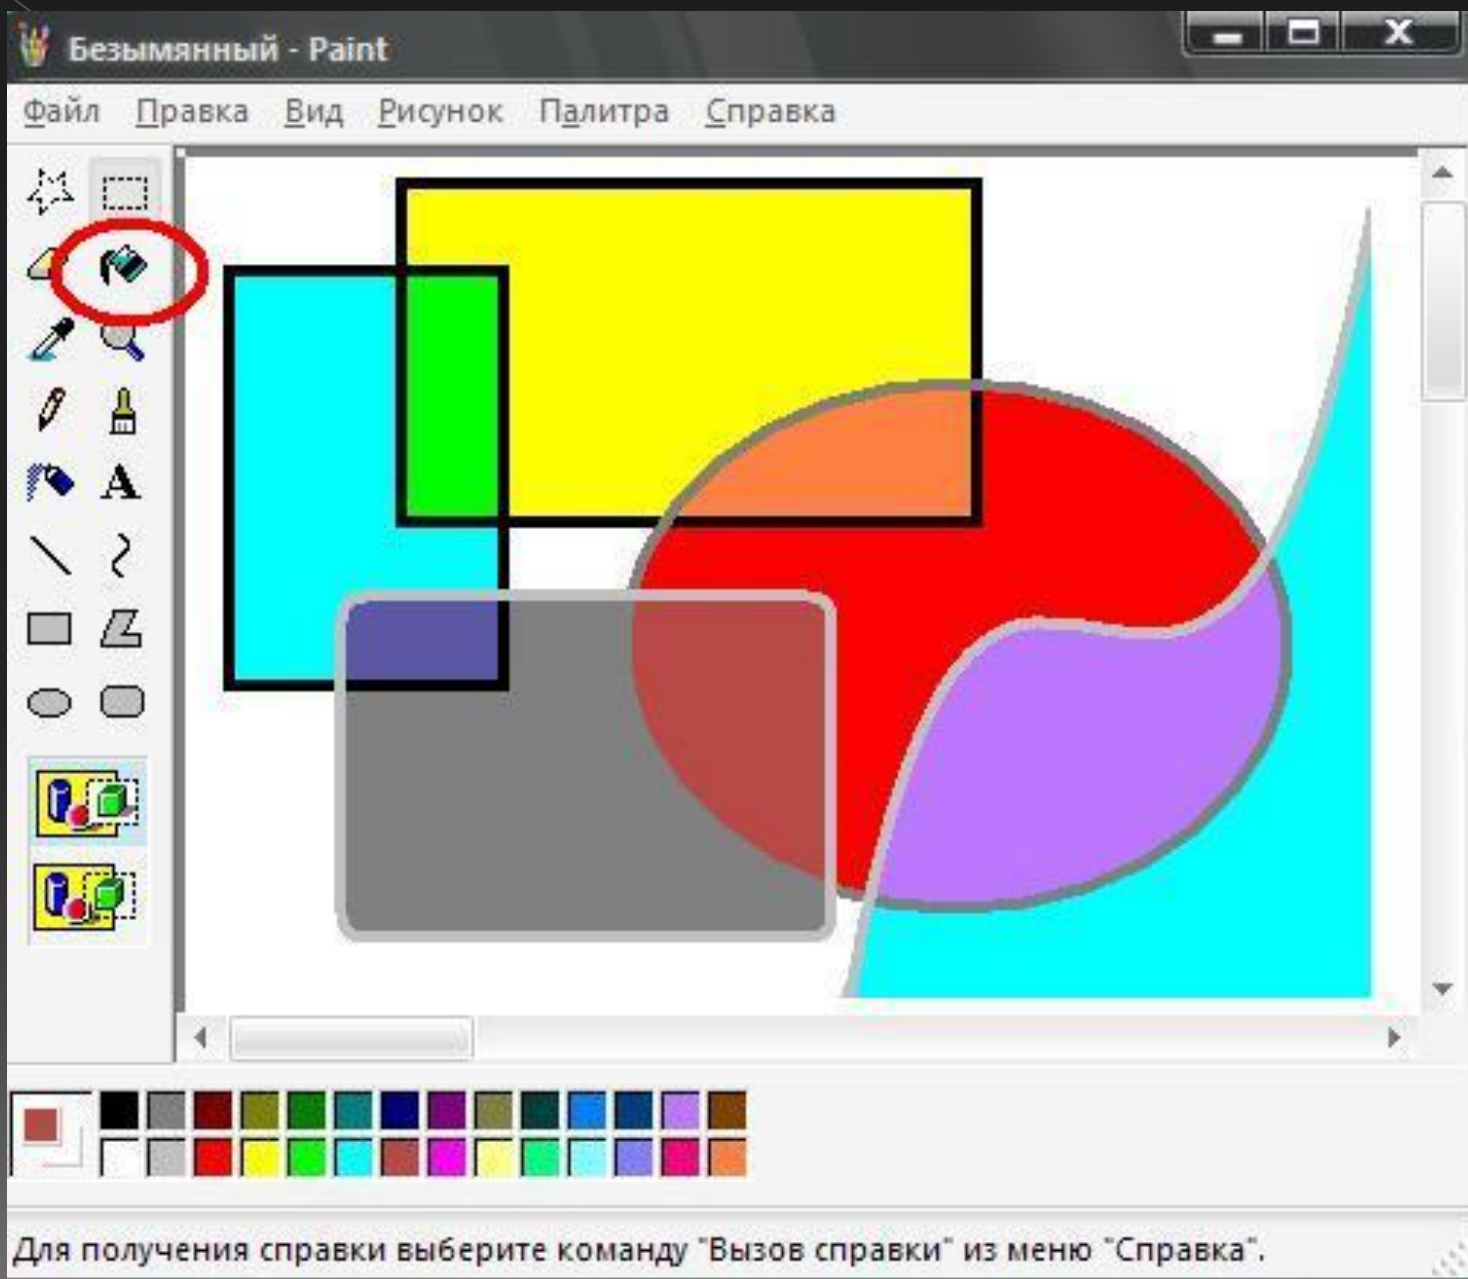 Безымянный - Paint
Файл Правка Вид Рисунок Палитра Справка
A
Для получения справки выберите команду "Вызов справки" из меню "Справка".